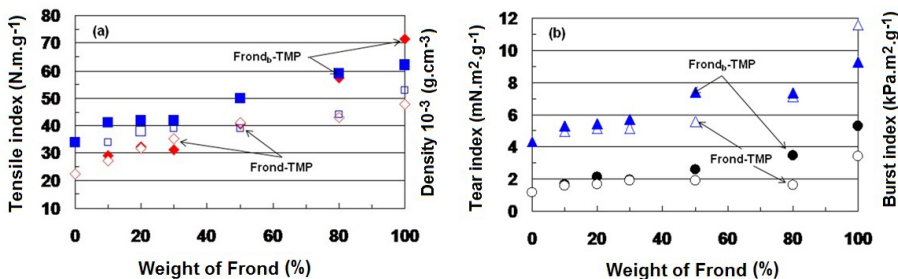 (a)
Tensile index (N.m.g-1)
80
70
60
50
40
30
20
10
0 20 40 60 80 100
Weight of Frond (%)
Density 10-3 (g.cm-3)
Frondb-TMP
Frond-TMP
(b)
Tear index (mN.m2.g-1)
12
10
8
6
4
2
0
0 20 40 60 80 100
Weight of Frond (%)
Burst index (kPa.m2.g-1)
Frondb-TMP
Frond-TMP